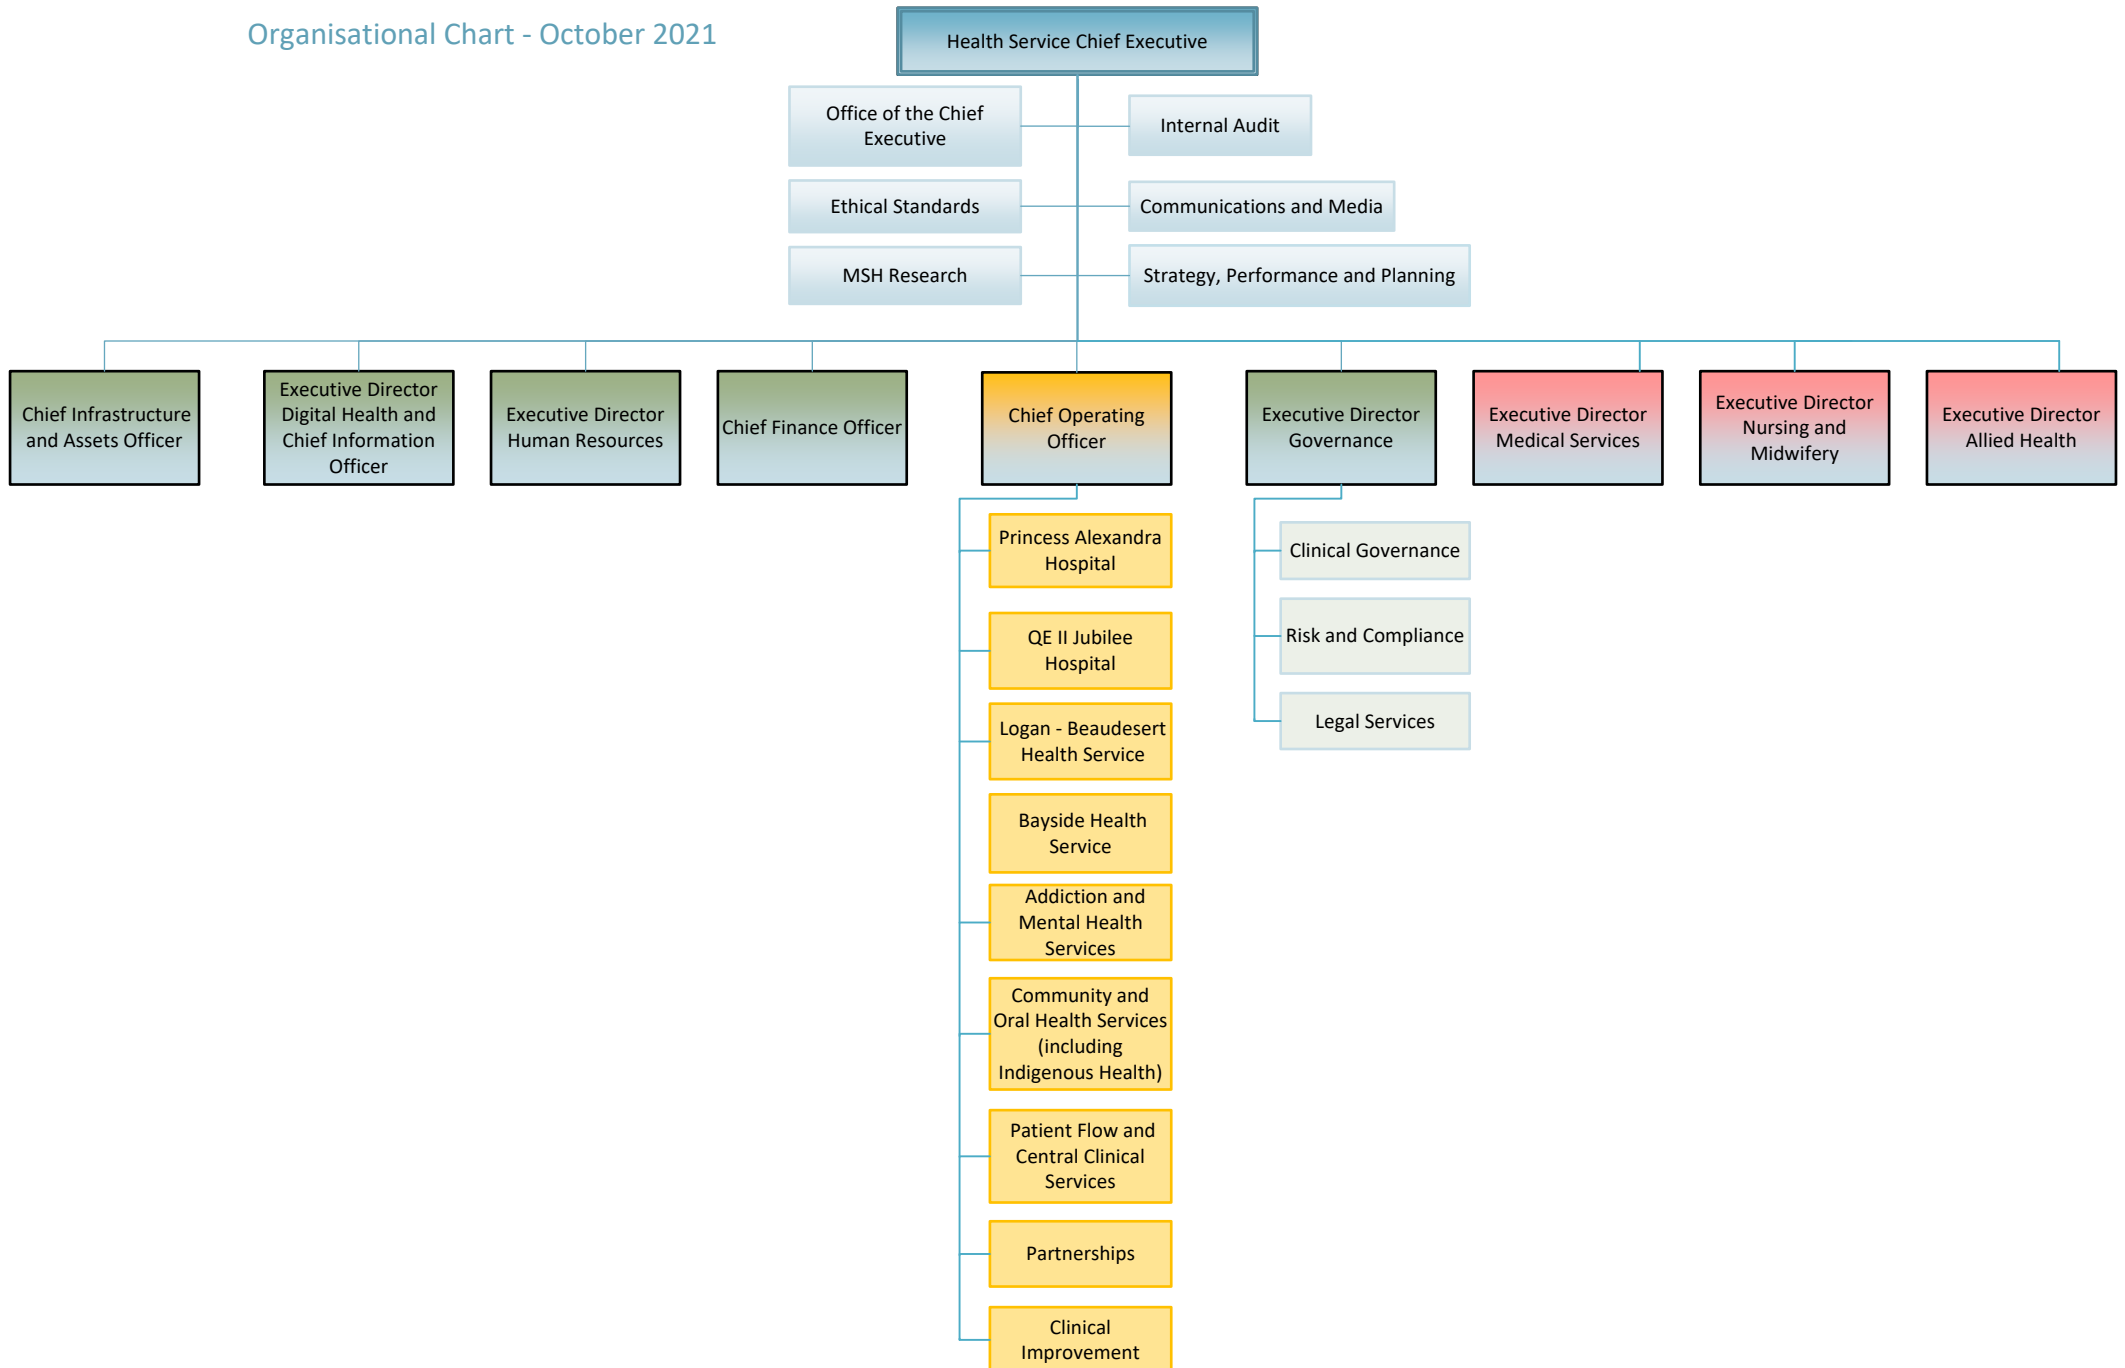 Organisational Chart - October 2021
Health Service Chief Executive
Office of the Chief
Executive
Internal Audit
Ethical Standards
Communications and Media
MSH Research
Strategy, Performance and Planning
Chief Infrastructure
and Assets Officer
Executive Director
Digital Health and
Chief Information
Officer
Executive Director
Human Resources
Chief Finance Officer
Chief Operating
Officer
Executive Director
Governance
Executive Director
Medical Services
Executive Director
Nursing and
Midwifery
Executive Director
Allied Health
Princess Alexandra
Hospital
QE II Jubilee
Hospital
Logan - Beaudesert
Health Service
Bayside Health
Service
Addiction and
Mental Health
Services
Community and
Oral Health Services
(including
Indigenous Health)
Patient Flow and
Central Clinical
Services
Partnerships
Clinical
Improvement
Clinical Governance
Risk and Compliance
Legal Services